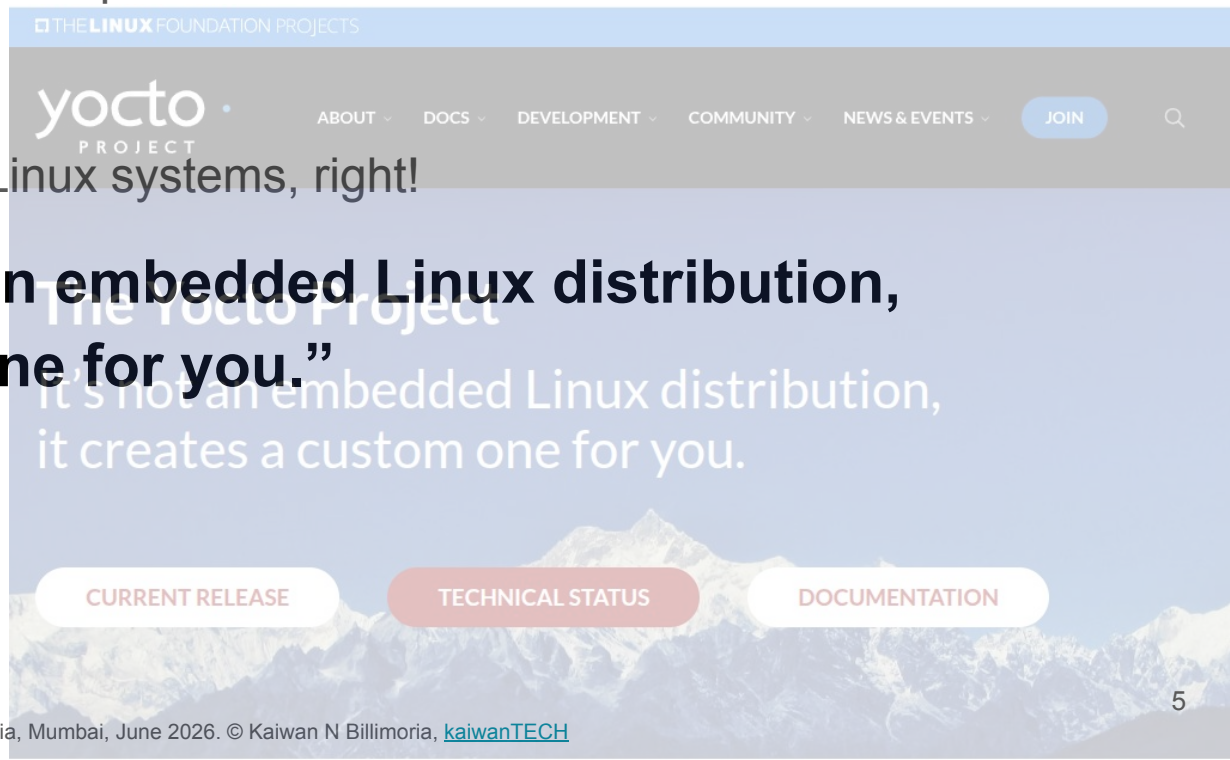 THE LINUX FOUNDATION PROJECTS
yocto
PROJECT
ABOUT DOCS DEVELOPMENT COMMUNITY NEWS & EVENTS JOIN
Linux systems, right!
n embedded Linux distribution,
The Yocto Project
ne for you.”
It’s not an embedded Linux distribution,
it creates a custom one for you.
CURRENT RELEASE TECHNICAL STATUS DOCUMENTATION
5
ia, Mumbai, June 2026. © Kaiwan N Billimoria, kaiwanTECH